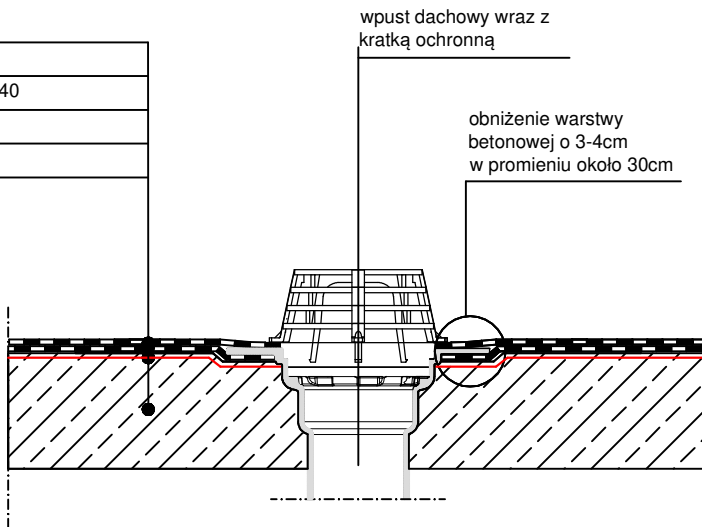 wpust dachowy wraz z
kratką ochronną
40
obniżenie warstwy
betonowej o 3-4cm
w promieniu około 30cm